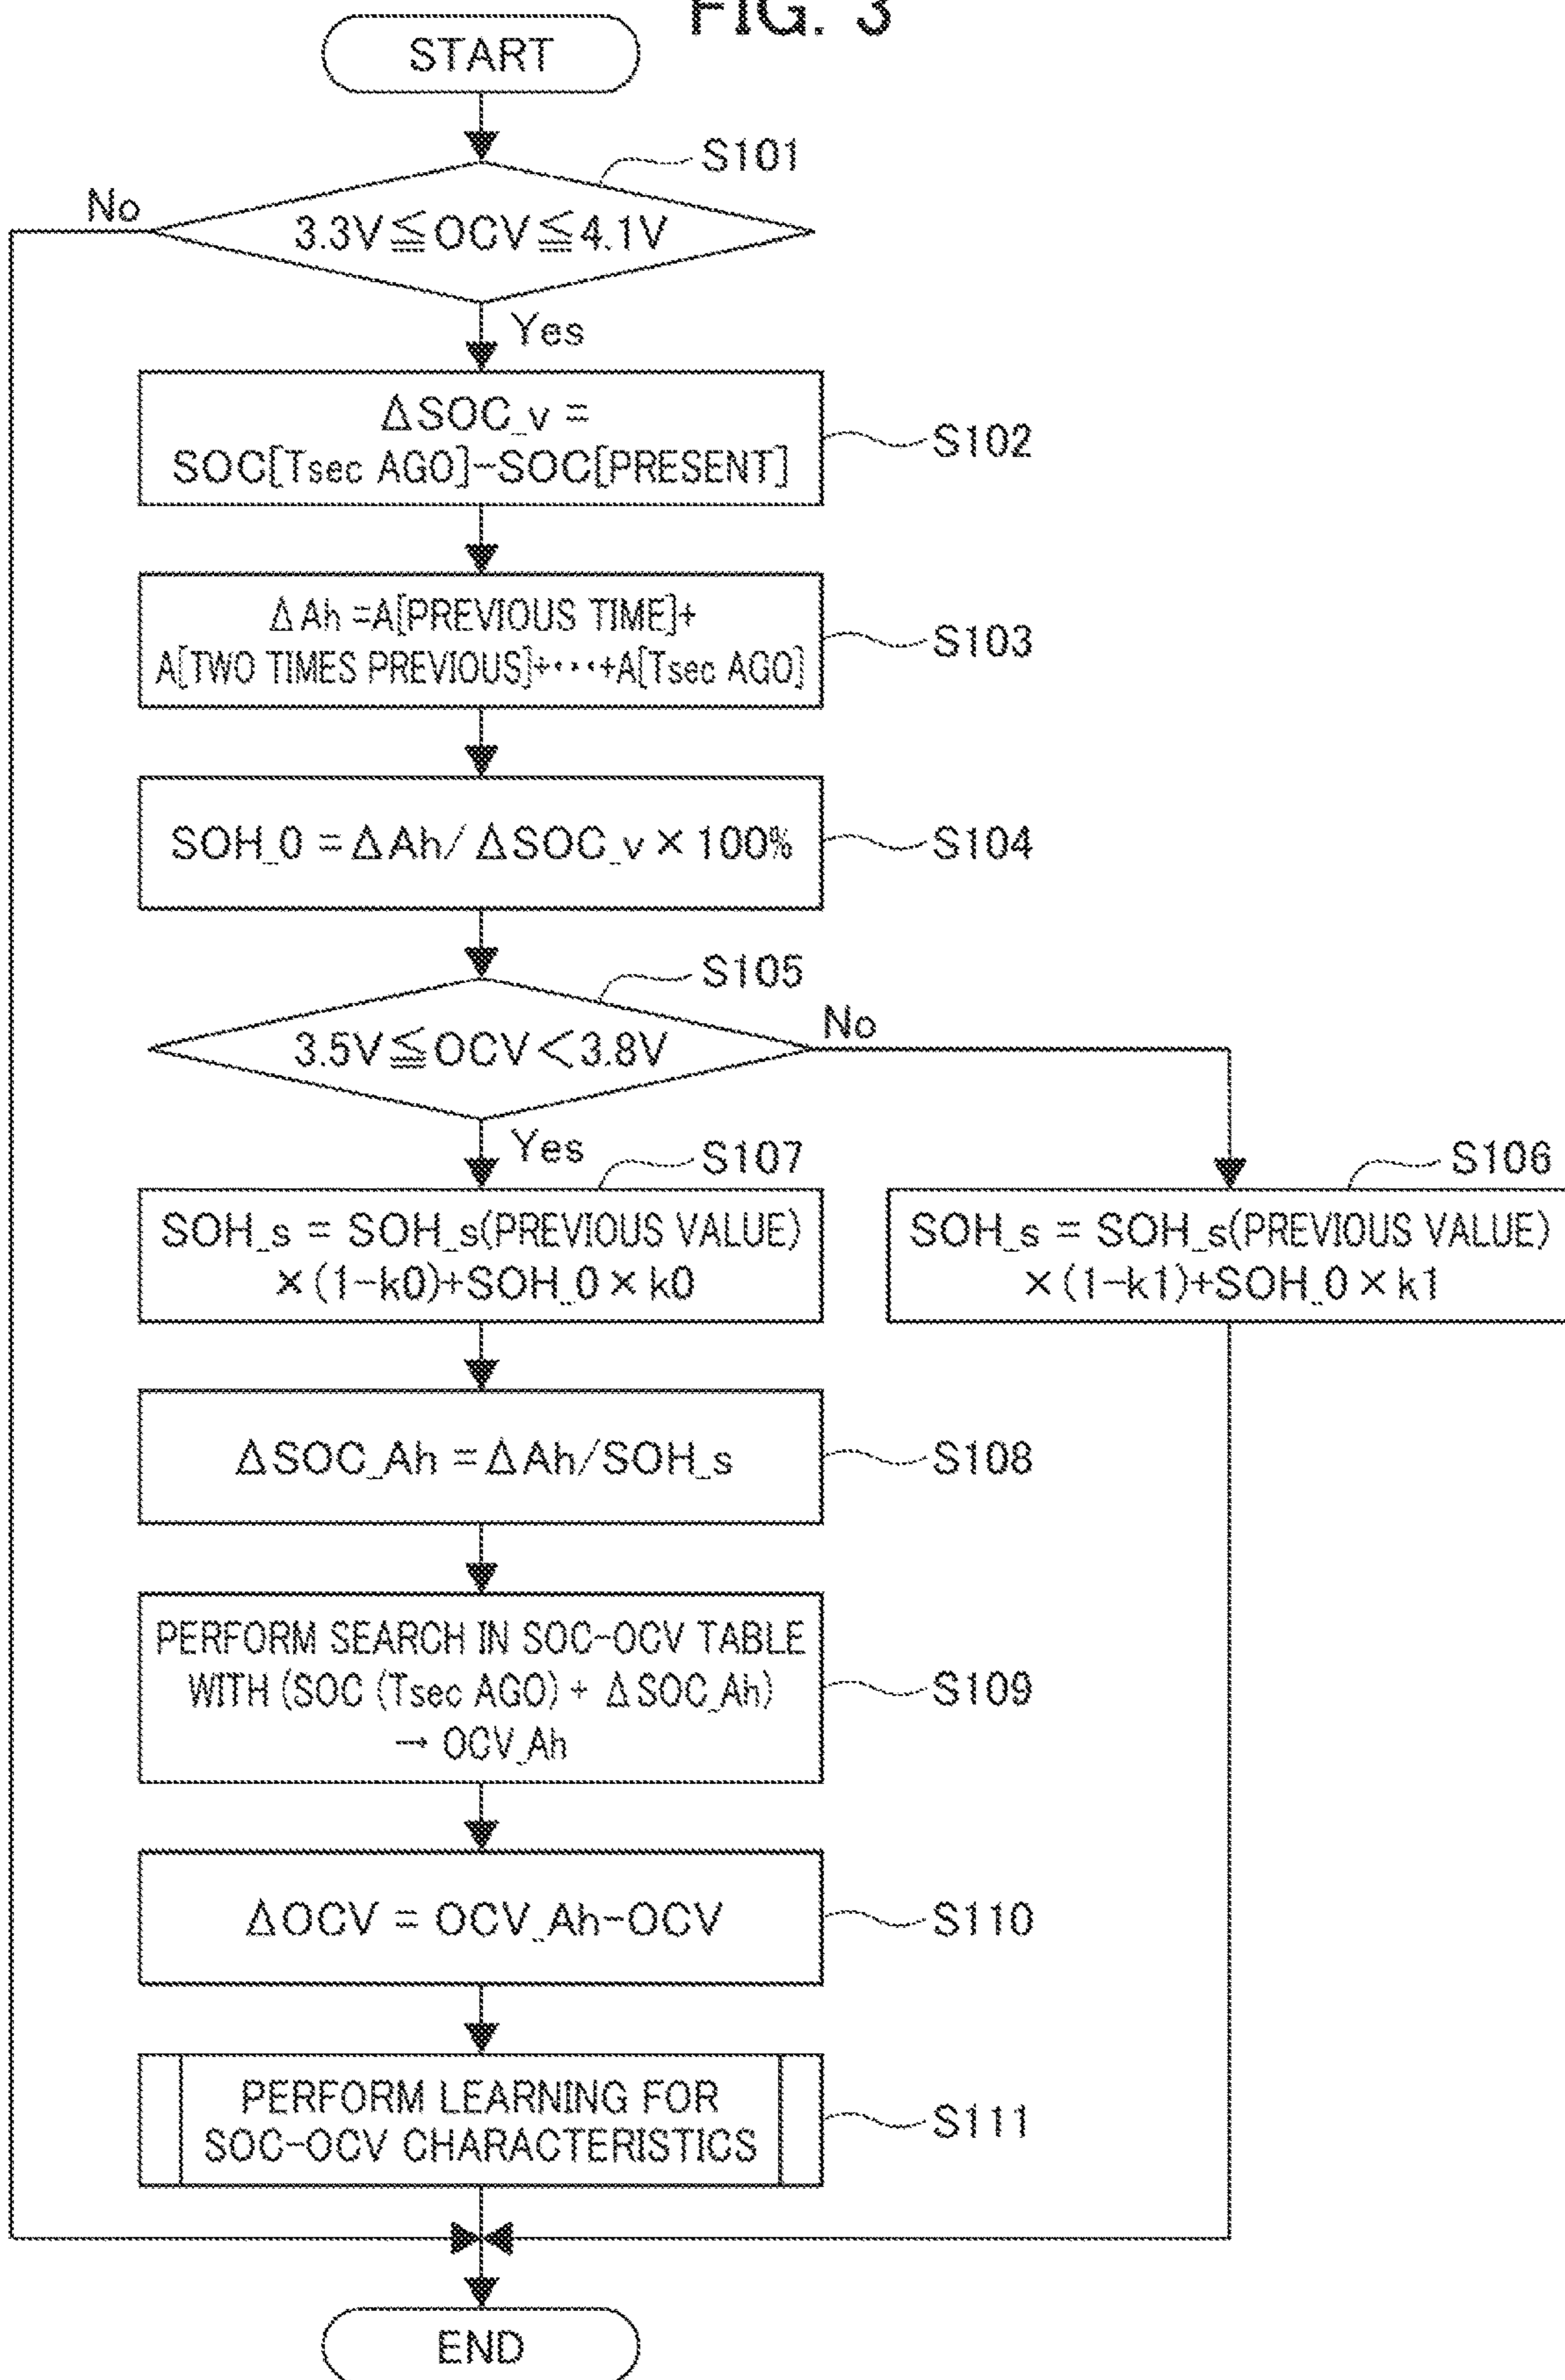 FIG. 3
START
S101
No
3.3V≦OCV≦4.1V
Yes
ΔSOC_v =
SOC[Tsec AGO]-SOC[PRESENT]
S102
ΔAh =A[PREVIOUS TIME]+
A[TWO TIMES PREVIOUS]+···+A[Tsec AGO]
S103
SOH_0 = ΔAh/ ΔSOC_v × 100%
S104
S105
3.5V≦OCV<3.8V
No
Yes
S107
SOH_s = SOH_s(PREVIOUS VALUE)
×(1-k0)+SOH_0 × k0
S106
SOH_s = SOH_s(PREVIOUS VALUE)
×(1-k1)+SOH_0 × k1
ΔSOC_Ah = ΔAh/SOH_s
S108
PERFORM SEARCH IN SOC-OCV TABLE
WITH (SOC (Tsec AGO) + ΔSOC_Ah)
→ OCV_Ah
S109
ΔOCV = OCV_Ah-OCV
S110
PERFORM LEARNING FOR
SOC-OCV CHARACTERISTICS
S111
END